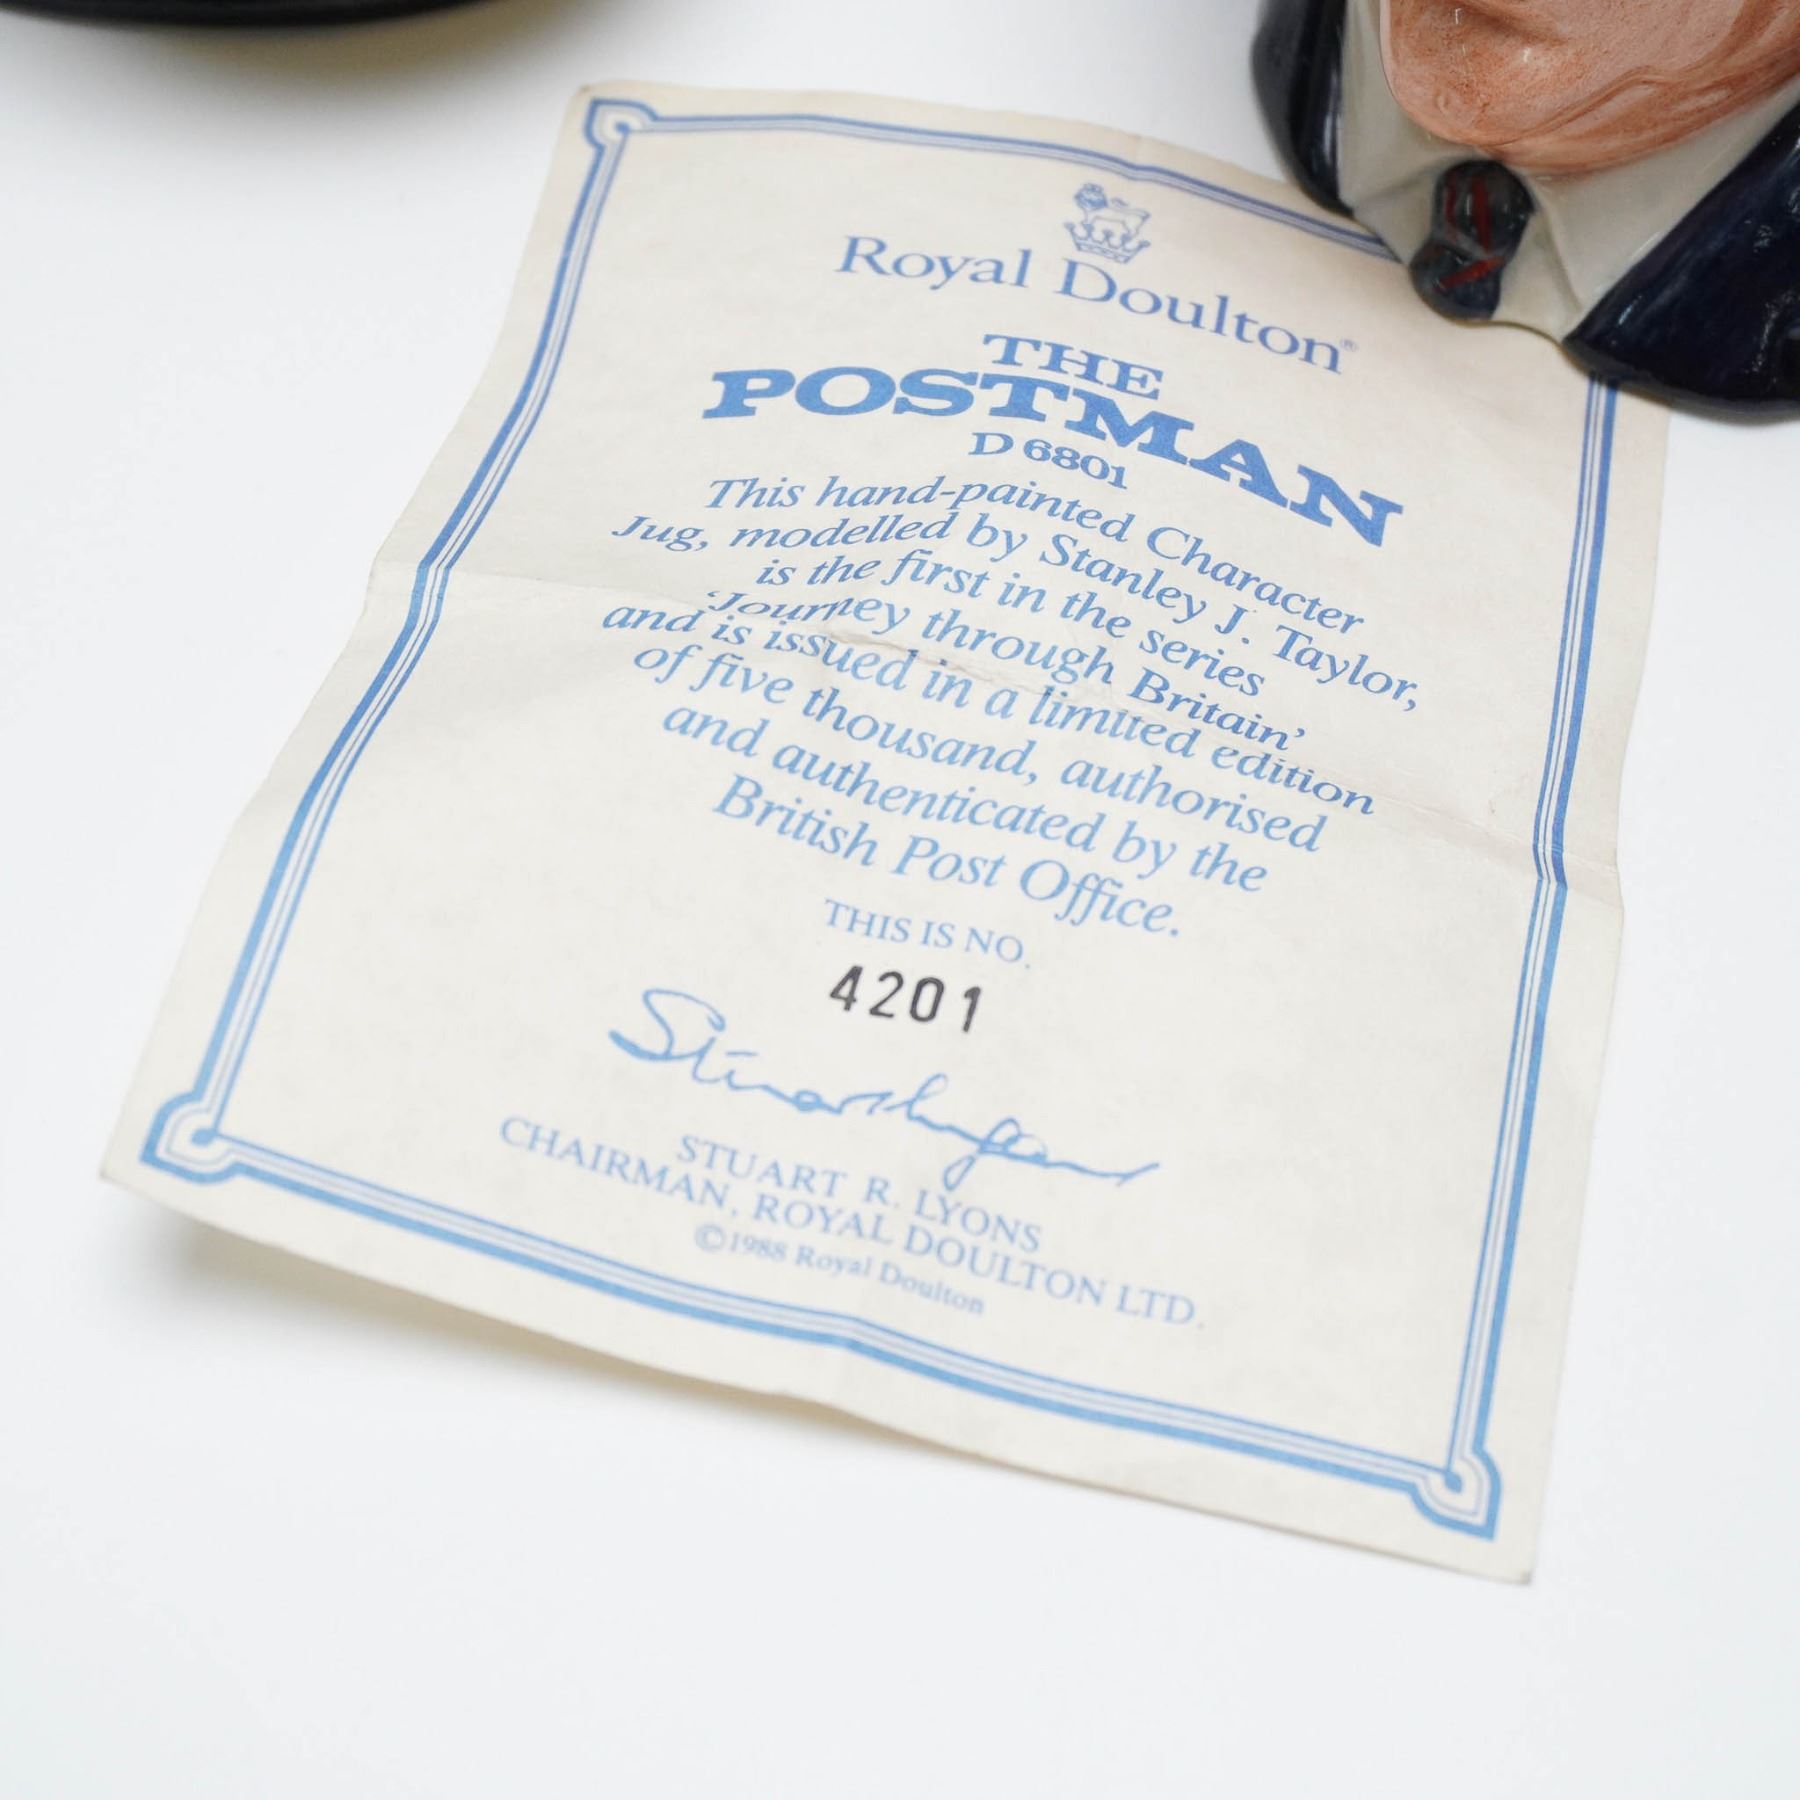 Royal Doulton®
THE
POSTMAN
D 6801
This hand-painted Character
Jug, modelled by Stanley J. Taylor,
is the first in the series
‘Journey through Britain’
and is issued in a limited edition
of five thousand, authorised
and authenticated by the
British Post Office.
THIS IS NO.
4201
STUART R. LYONS
CHAIRMAN, ROYAL DOULTON LTD.
©1988 Royal Doulton